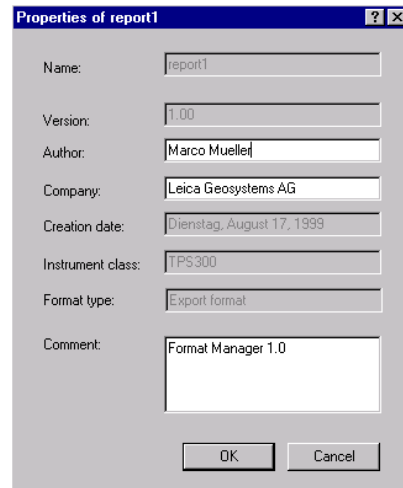 Properties of report1
Name: report1
Version: 1.00
Author: Marco Mueller
Company: Leica Geosystems AG
Creation date: Dienstag, August 17, 1999
Instrument class: TPS300
Format type: Export format
Comment: Format Manager 1.0
OK Cancel